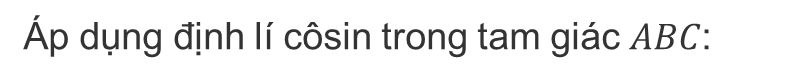 Áp dụng định lí côsin trong tam giác 𝐴𝐵𝐶: